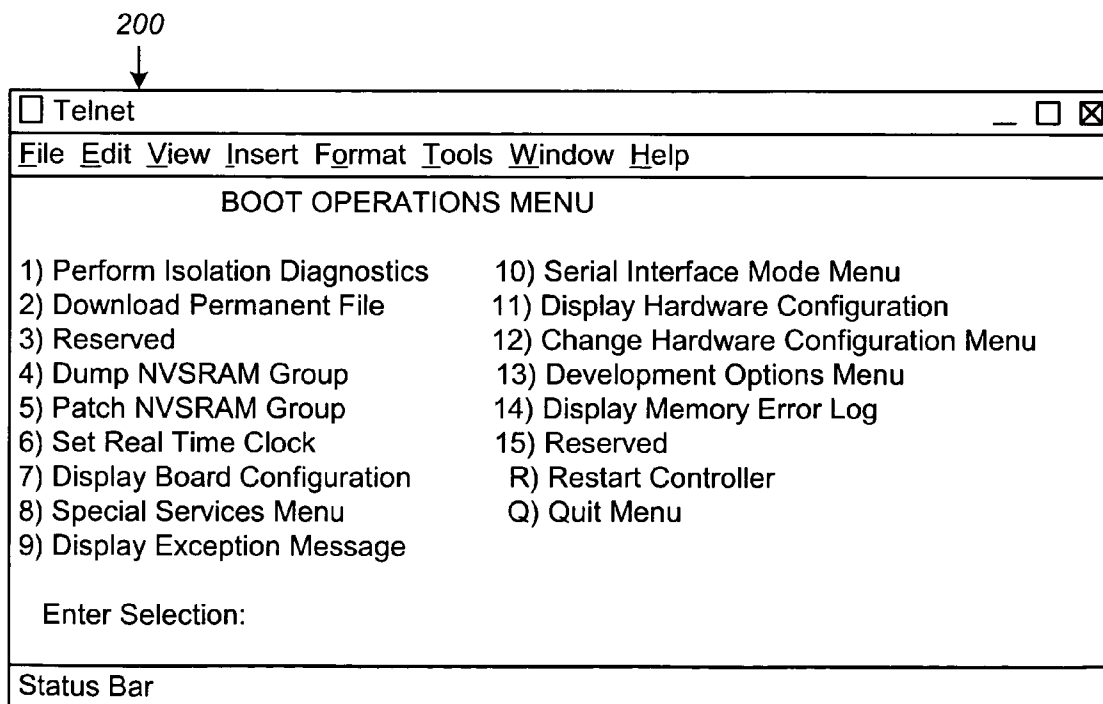 200
Telnet
File Edit View Insert Format Tools Window Help
BOOT OPERATIONS MENU
1) Perform Isolation Diagnostics
2) Download Permanent File
3) Reserved
4) Dump NVSRAM Group
5) Patch NVSRAM Group
6) Set Real Time Clock
7) Display Board Configuration
8) Special Services Menu
9) Display Exception Message
10) Serial Interface Mode Menu
11) Display Hardware Configuration
12) Change Hardware Configuration Menu
13) Development Options Menu
14) Display Memory Error Log
15) Reserved
R) Restart Controller
Q) Quit Menu
Enter Selection:
Status Bar